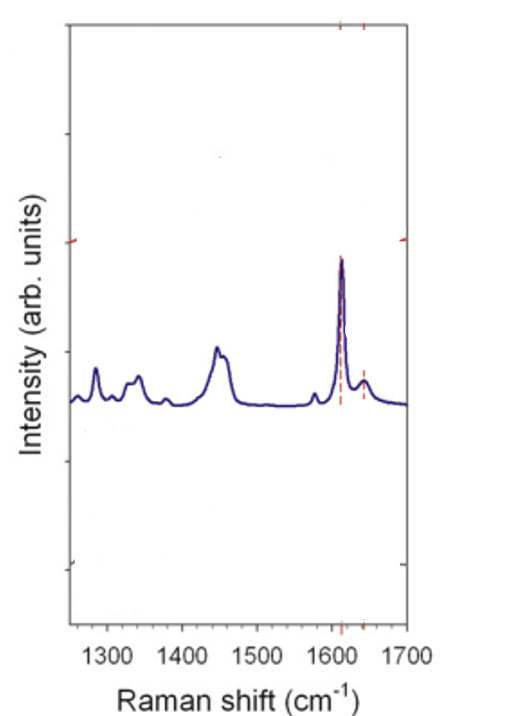 Intensity (arb. units)
1300 1400 1500 1600 1700
Raman shift (cm⁻¹)